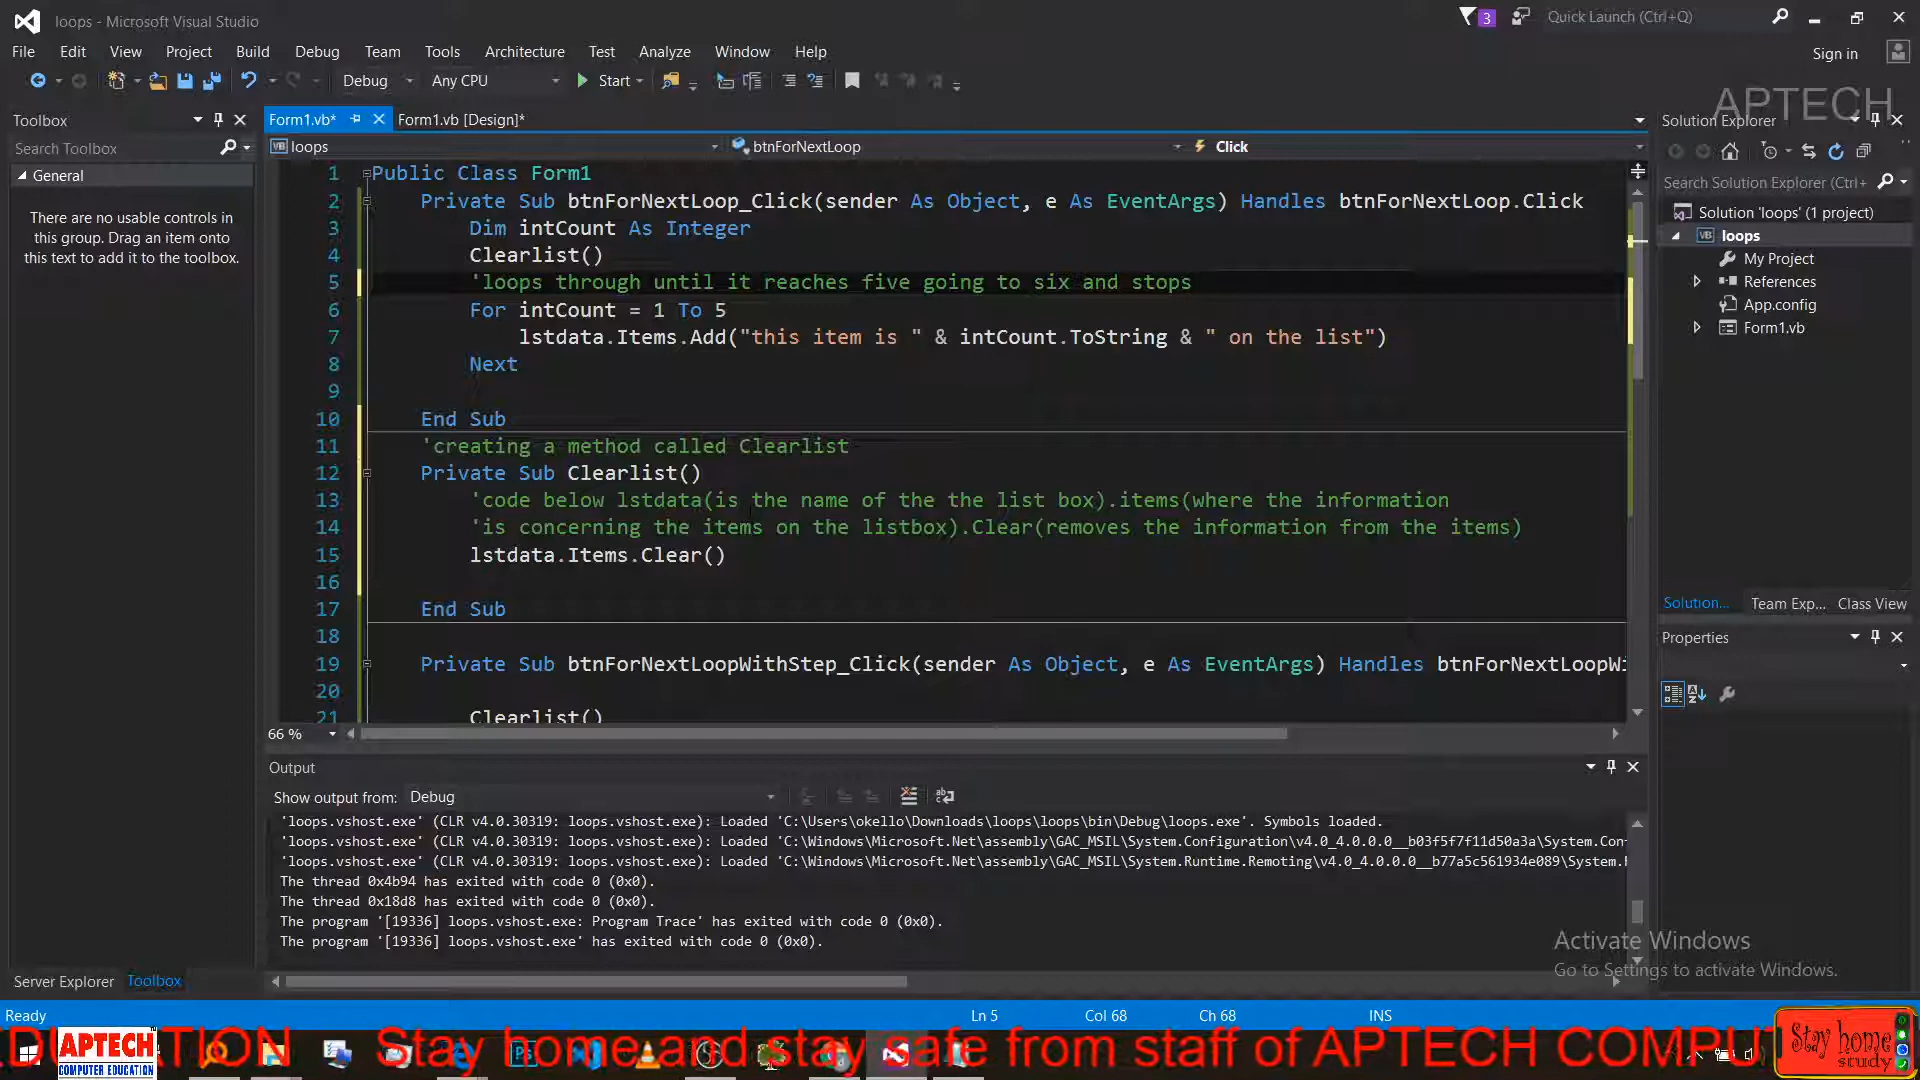 loops - Microsoft Visual Studio
3
Quick Launch (Ctrl+Q)
File Edit View Project Build Debug Team Tools Architecture Test Analyze Window Help
Sign in
Debug Any CPU Start
APTECH
Toolbox
Form1.vb* Form1.vb [Design]*
Solution Explorer
Search Toolbox
loops btnForNextLoop Click
General
There are no usable controls in
this group. Drag an item onto
this text to add it to the toolbox.
1 Public Class Form1
2 Private Sub btnForNextLoop_Click(sender As Object, e As EventArgs) Handles btnForNextLoop.Click
3 Dim intCount As Integer
4 Clearlist()
5 'loops through until it reaches five going to six and stops
6 For intCount = 1 To 5
7 lstdata.Items.Add("this item is " & intCount.ToString & " on the list")
8 Next
9
10 End Sub
11 'creating a method called Clearlist
12 Private Sub Clearlist()
13 'code below lstdata(is the name of the the list box).items(where the information
14 'is concerning the items on the listbox).Clear(removes the information from the items)
15 lstdata.Items.Clear()
16
17 End Sub
18
19 Private Sub btnForNextLoopWithStep_Click(sender As Object, e As EventArgs) Handles btnForNextLoopWi
20
21 Clearlist()
66 %
Search Solution Explorer (Ctrl+
Solution 'loops' (1 project)
VB loops
My Project
References
App.config
Form1.vb
Solution... Team Exp... Class View
Properties
Output
Show output from: Debug
'loops.vshost.exe' (CLR v4.0.30319: loops.vshost.exe): Loaded 'C:\Users\okello\Downloads\loops\loops\bin\Debug\loops.exe'. Symbols loaded.
'loops.vshost.exe' (CLR v4.0.30319: loops.vshost.exe): Loaded 'C:\Windows\Microsoft.Net\assembly\GAC_MSIL\System.Configuration\v4.0_4.0.0.0__b03f5f7f11d50a3a\System.Con
'loops.vshost.exe' (CLR v4.0.30319: loops.vshost.exe): Loaded 'C:\Windows\Microsoft.Net\assembly\GAC_MSIL\System.Runtime.Remoting\v4.0_4.0.0.0__b77a5c561934e089\System.
The thread 0x4b94 has exited with code 0 (0x0).
The thread 0x18d8 has exited with code 0 (0x0).
The program '[19336] loops.vshost.exe: Program Trace' has exited with code 0 (0x0).
The program '[19336] loops.vshost.exe' has exited with code 0 (0x0).
Activate Windows
Go to Settings to activate Windows.
Server Explorer Toolbox
Ready Ln 5 Col 68 Ch 68 INS
APTECH
COMPUTER EDUCATION
Stay home and stay safe from staff of APTECH COMPU
Stay home
study